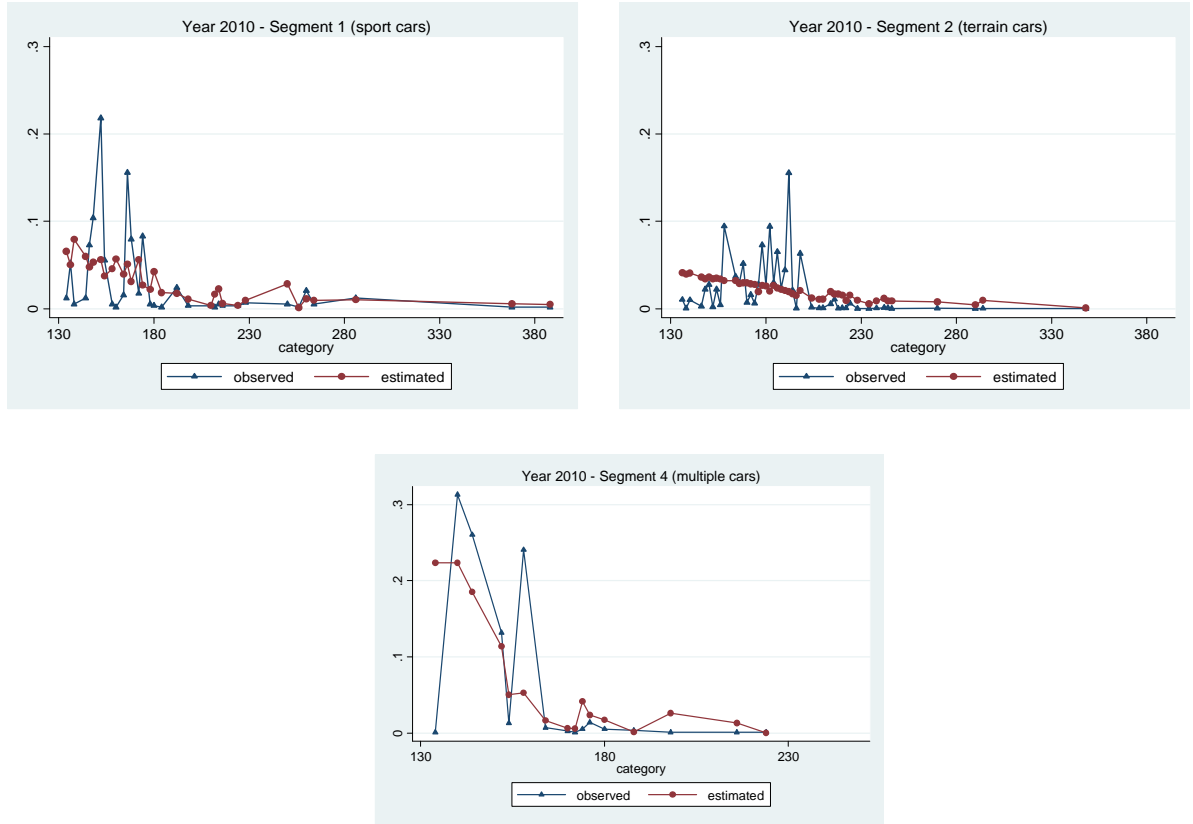 Year 2010 - Segment 1 (sport cars)
.3
.2
.1
0
130 180 230 280 330 380
category
observed estimated
Year 2010 - Segment 2 (terrain cars)
.3
.2
.1
0
130 180 230 280 330 380
category
observed estimated
Year 2010 - Segment 4 (multiple cars)
.3
.2
.1
0
130 180 230
category
observed estimated